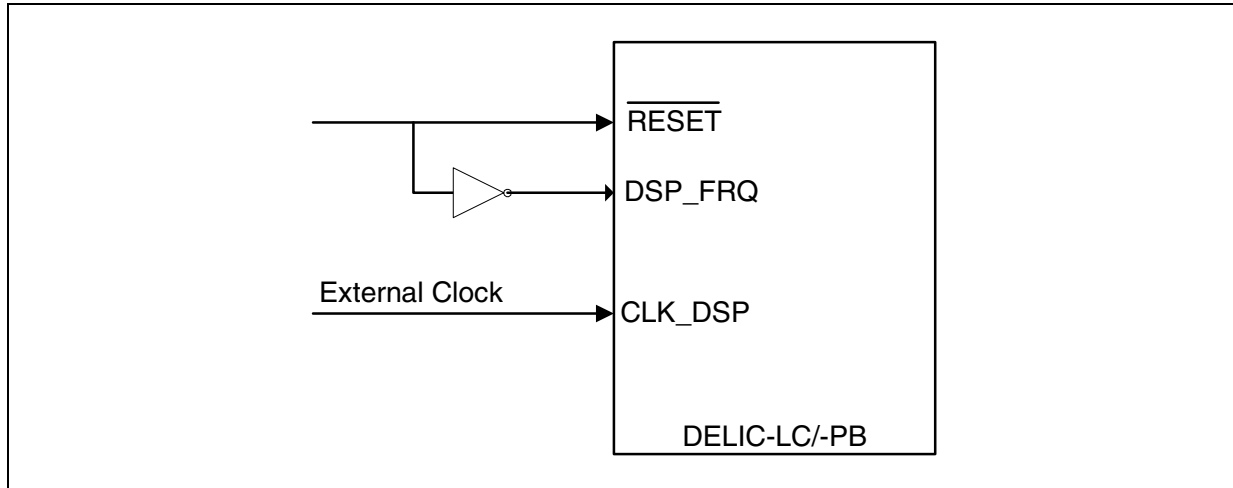 RESET
DSP_FRQ
External Clock
CLK_DSP
DELIC-LC/-PB